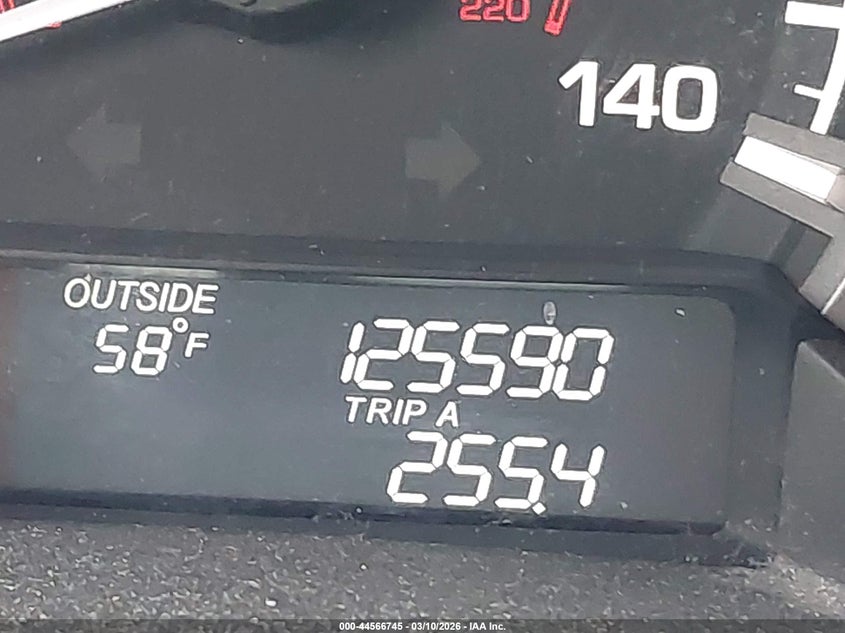 220
140
OUTSIDE
58°F
125590
TRIP A
255.4
000-44566745 - 03/10/2026 - IAA Inc.